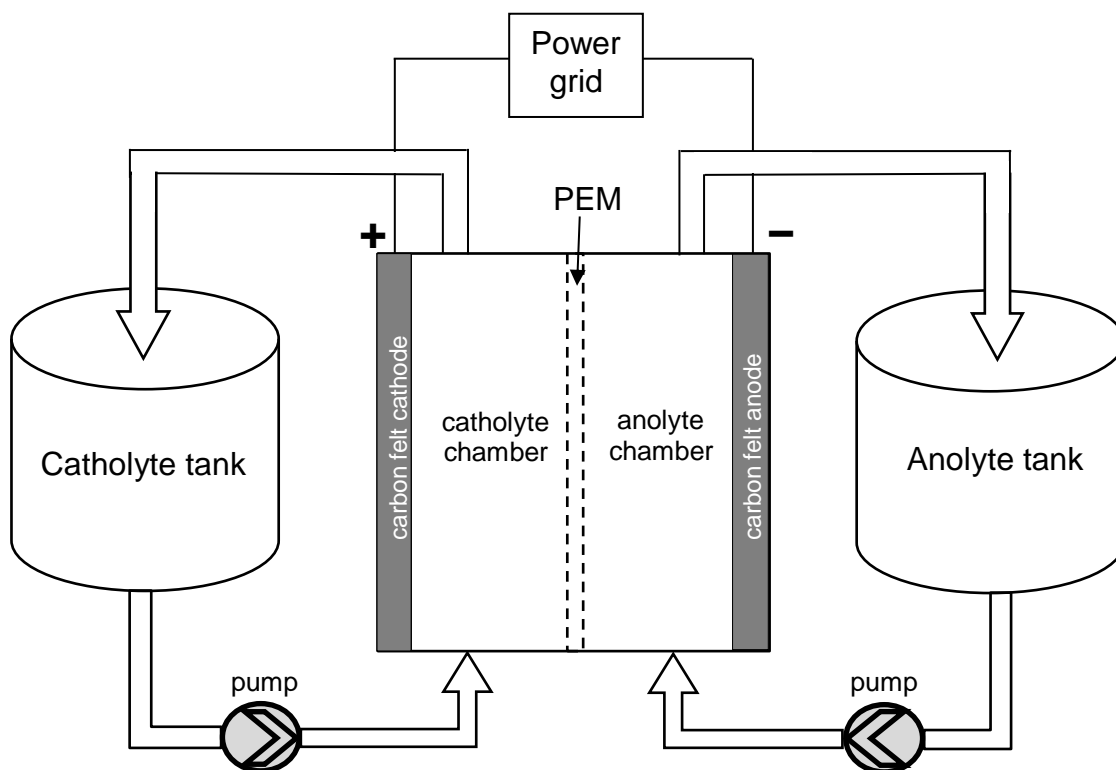 Power
grid
PEM
+
−
carbon felt cathode
catholyte
chamber
anolyte
chamber
carbon felt anode
Catholyte tank
Anolyte tank
pump
pump